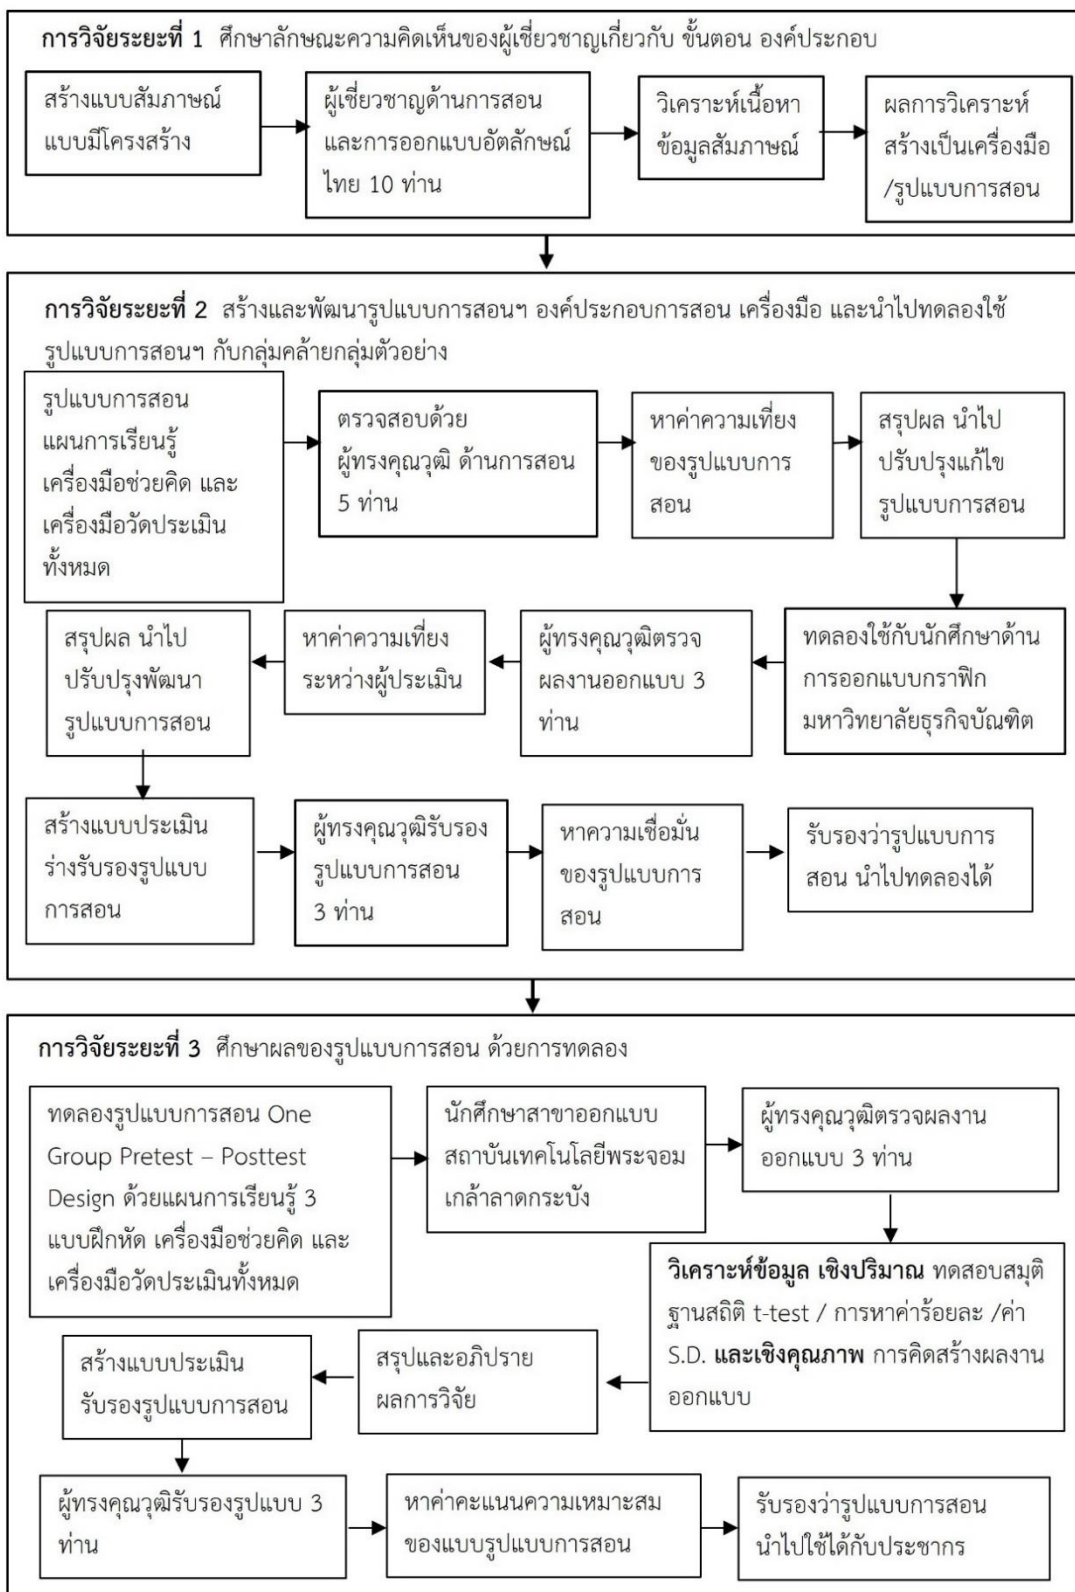 การวิจัยระยะที่ 1 ศึกษาลักษณะความคิดเห็นของผู้เชี่ยวชาญเกี่ยวกับ ขั้นตอน องค์ประกอบ
สร้างแบบสัมภาษณ์
แบบมีโครงสร้าง
ผู้เชี่ยวชาญด้านการสอน
และการออกแบบอัตลักษณ์
ไทย 10 ท่าน
วิเคราะห์เนื้อหา
ข้อมูลสัมภาษณ์
ผลการวิเคราะห์
สร้างเป็นเครื่องมือ
/รูปแบบการสอน
การวิจัยระยะที่ 2 สร้างและพัฒนารูปแบบการสอนฯ องค์ประกอบการสอน เครื่องมือ และนำไปทดลองใช้
รูปแบบการสอนฯ กับกลุ่มคล้ายกลุ่มตัวอย่าง
รูปแบบการสอน
แผนการเรียนรู้
เครื่องมือช่วยคิด และ
เครื่องมือวัดประเมิน
ทั้งหมด
ตรวจสอบด้วย
ผู้ทรงคุณวุฒิ ด้านการสอน
5 ท่าน
หาค่าความเที่ยง
ของรูปแบบการ
สอน
สรุปผล นำไป
ปรับปรุงแก้ไข
รูปแบบการสอน
ทดลองใช้กับนักศึกษาด้าน
การออกแบบกราฟิก
มหาวิทยาลัยธุรกิจบัณฑิต
ผู้ทรงคุณวุฒิตรวจ
ผลงานออกแบบ 3
ท่าน
หาค่าความเที่ยง
ระหว่างผู้ประเมิน
สรุปผล นำไป
ปรับปรุงพัฒนา
รูปแบบการสอน
สร้างแบบประเมิน
ร่างรับรองรูปแบบ
การสอน
ผู้ทรงคุณวุฒิรับรอง
รูปแบบการสอน
3 ท่าน
หาความเชื่อมั่น
ของรูปแบบการ
สอน
รับรองว่ารูปแบบการ
สอน นำไปทดลองได้
การวิจัยระยะที่ 3 ศึกษาผลของรูปแบบการสอน ด้วยการทดลอง
ทดลองรูปแบบการสอน One
Group Pretest – Posttest
Design ด้วยแผนการเรียนรู้ 3
แบบฝึกหัด เครื่องมือช่วยคิด และ
เครื่องมือวัดประเมินทั้งหมด
นักศึกษาสาขาออกแบบ
สถาบันเทคโนโลยีพระจอม
เกล้าลาดกระบัง
ผู้ทรงคุณวุฒิตรวจผลงาน
ออกแบบ 3 ท่าน
วิเคราะห์ข้อมูล เชิงปริมาณ ทดสอบสมุติ
ฐานสถิติ t-test / การหาค่าร้อยละ /ค่า
S.D. และเชิงคุณภาพ การคิดสร้างผลงาน
ออกแบบ
สรุปและอภิปราย
ผลการวิจัย
สร้างแบบประเมิน
รับรองรูปแบบการสอน
ผู้ทรงคุณวุฒิรับรองรูปแบบ 3
ท่าน
หาค่าคะแนนความเหมาะสม
ของแบบรูปแบบการสอน
รับรองว่ารูปแบบการสอน
นำไปใช้ได้กับประชากร